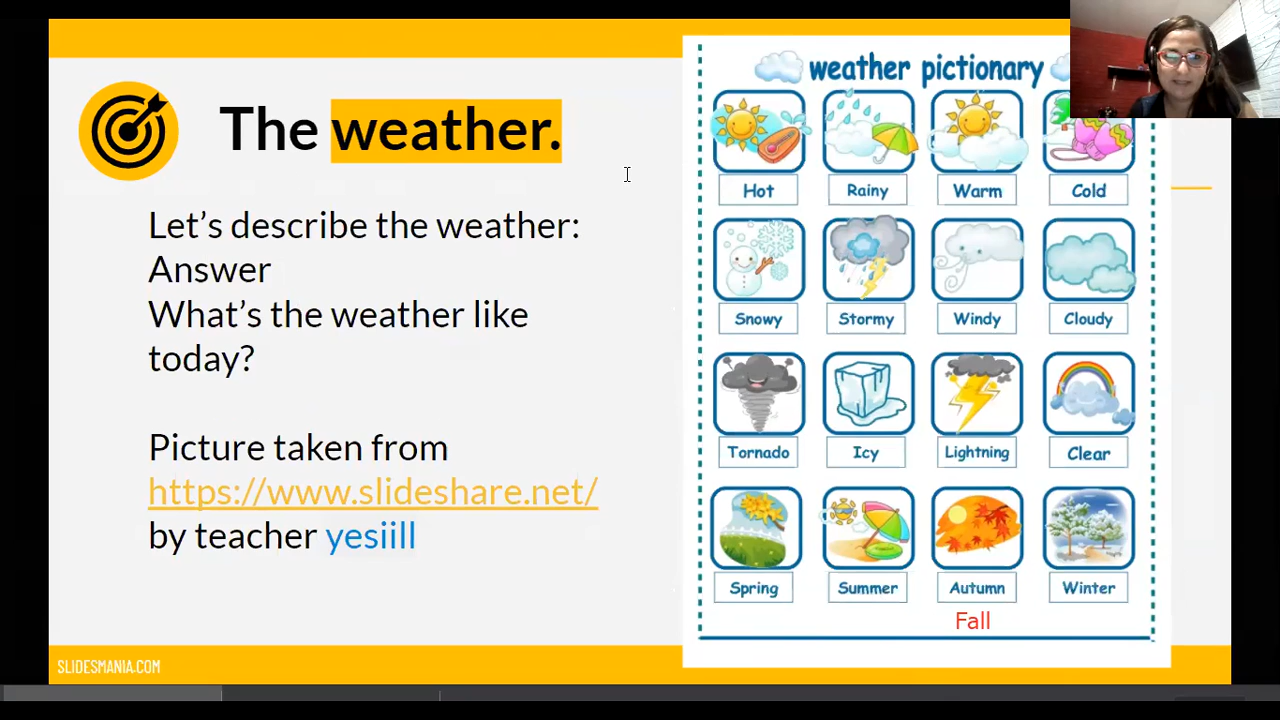 The weather.
Let's describe the weather:
Answer
What's the weather like
today?
Picture taken from
https://www.slideshare.net/
by teacher yesiill
SLIDESMANIA.COM
weather pictionary
Hot Rainy Warm Cold
Snowy Stormy Windy Cloudy
Tornado Icy Lightning Clear
Spring Summer Autumn Winter
Fall